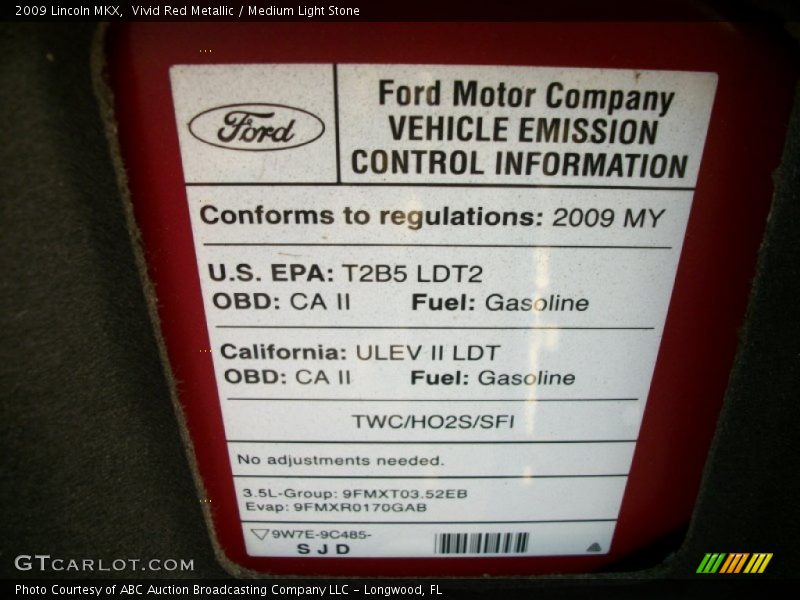 2009 Lincoln MKX, Vivid Red Metallic / Medium Light Stone
Ford
Ford Motor Company
VEHICLE EMISSION
CONTROL INFORMATION
Conforms to regulations: 2009 MY
U.S. EPA: T2B5 LDT2
OBD: CA II Fuel: Gasoline
California: ULEV II LDT
OBD: CA II Fuel: Gasoline
TWC/HO2S/SFI
No adjustments needed.
3.5L-Group: 9FMXT03.52EB
Evap: 9FMXR0170GAB
9W7E-9C485-
SJD
GTCARLOT.COM
Photo Courtesy of ABC Auction Broadcasting Company LLC - Longwood, FL